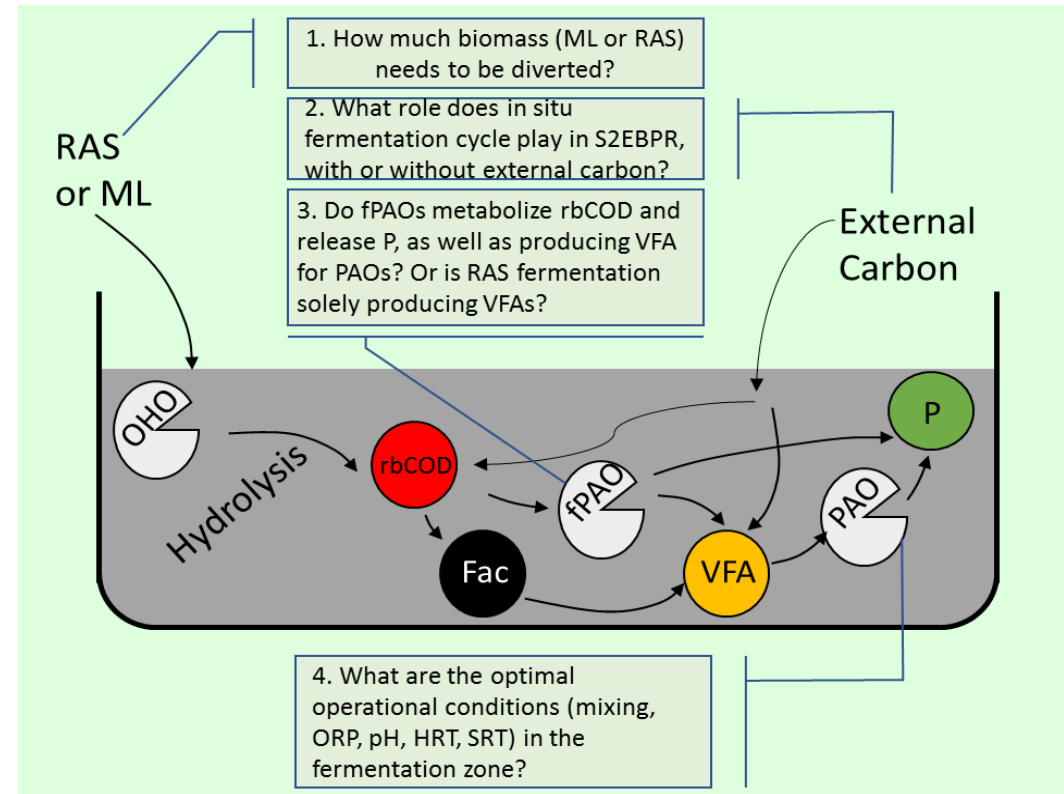 1. How much biomass (ML or RAS)
needs to be diverted?
2. What role does in situ
fermentation cycle play in S2EBPR,
with or without external carbon?
3. Do fPAOs metabolize rbCOD and
release P, as well as producing VFA
for PAOs? Or is RAS fermentation
solely producing VFAs?
RAS
or ML
External
Carbon
OHO
Hydrolysis
rbCOD
Fac
fPAO
VFA
PAO
P
4. What are the optimal
operational conditions (mixing,
ORP, pH, HRT, SRT) in the
fermentation zone?